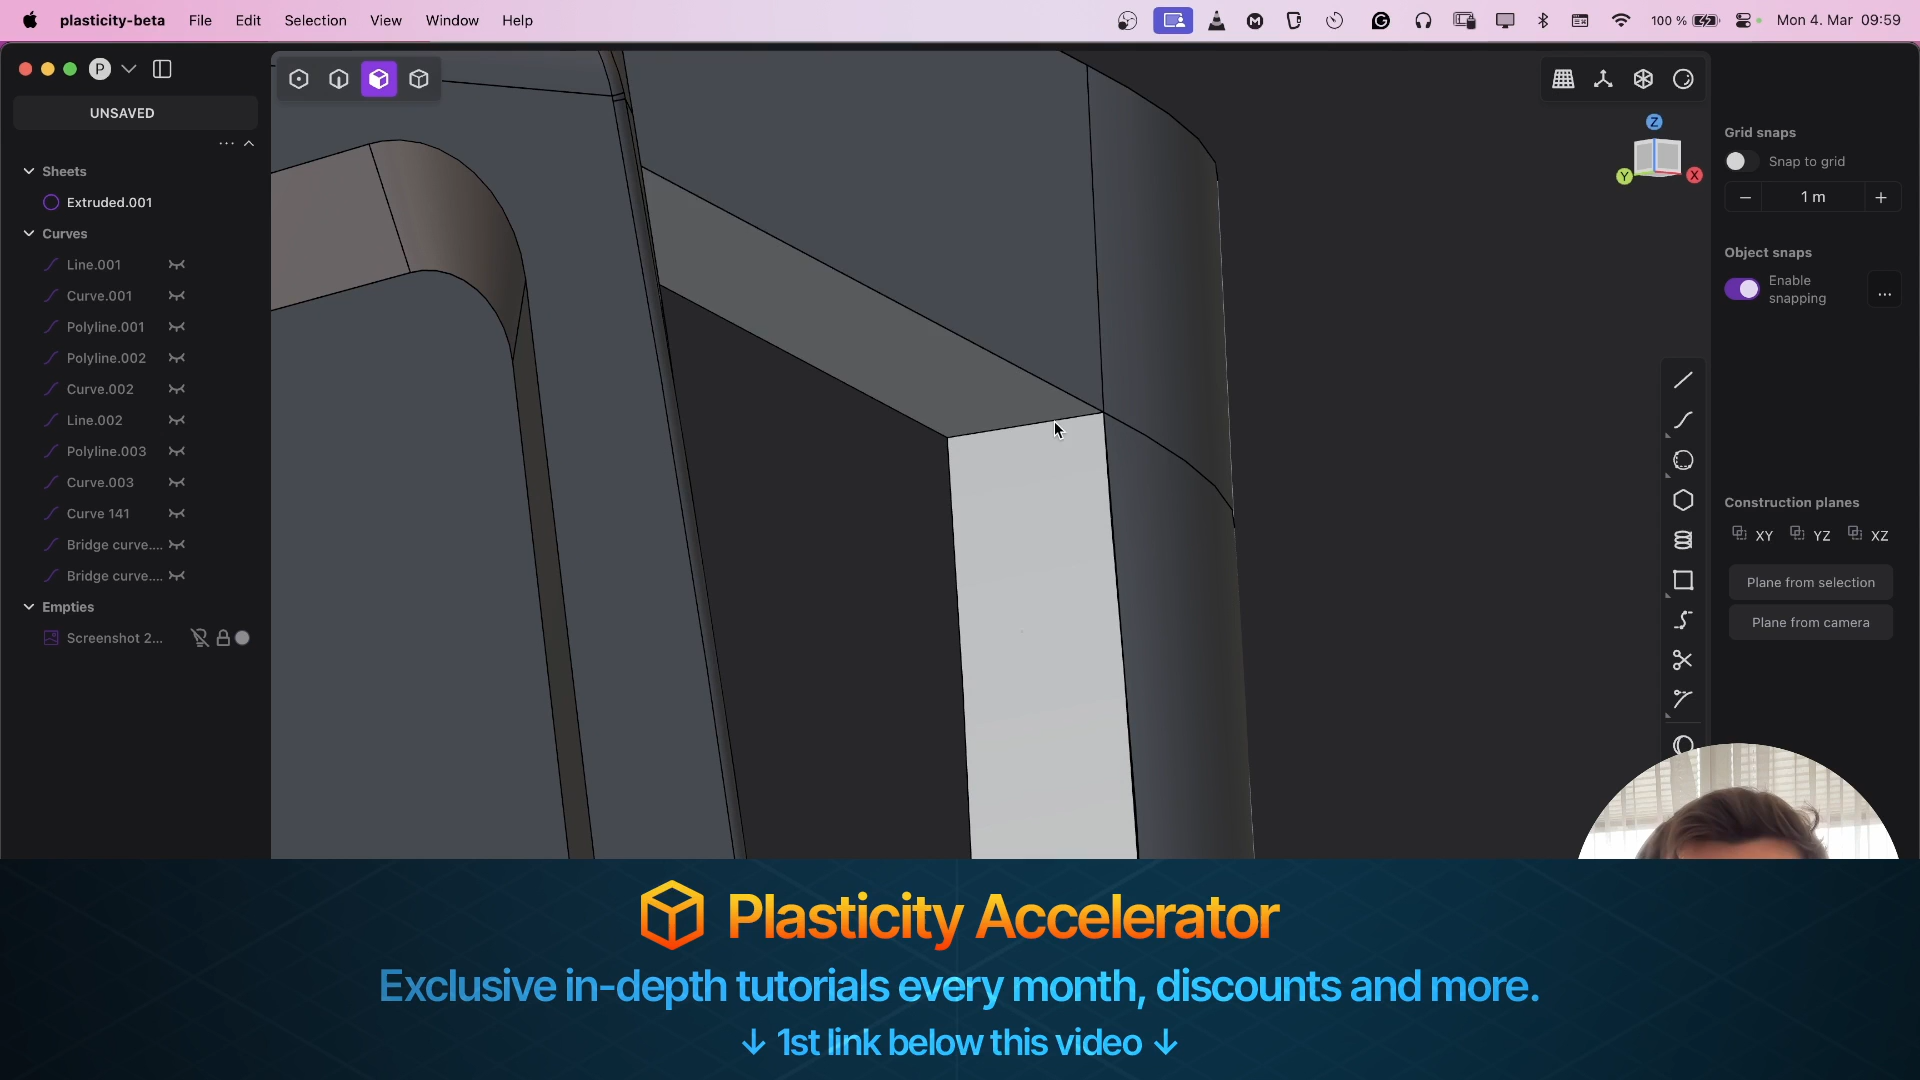 plasticity-beta File Edit Selection View Window Help 100 % Mon 4. Mar 09:59
P
UNSAVED
Sheets
Extruded.001
Curves
Line.001
Curve.001
Polyline.001
Polyline.002
Curve.002
Line.002
Polyline.003
Curve.003
Curve 141
Bridge curve....
Bridge curve....
Empties
Screenshot 2...
Z
Y
X
Grid snaps
Snap to grid
− 1 m +
Object snaps
Enable
snapping
...
Construction planes
XY YZ XZ
Plane from selection
Plane from camera
Plasticity Accelerator
Exclusive in-depth tutorials every month, discounts and more.
↓ 1st link below this video ↓